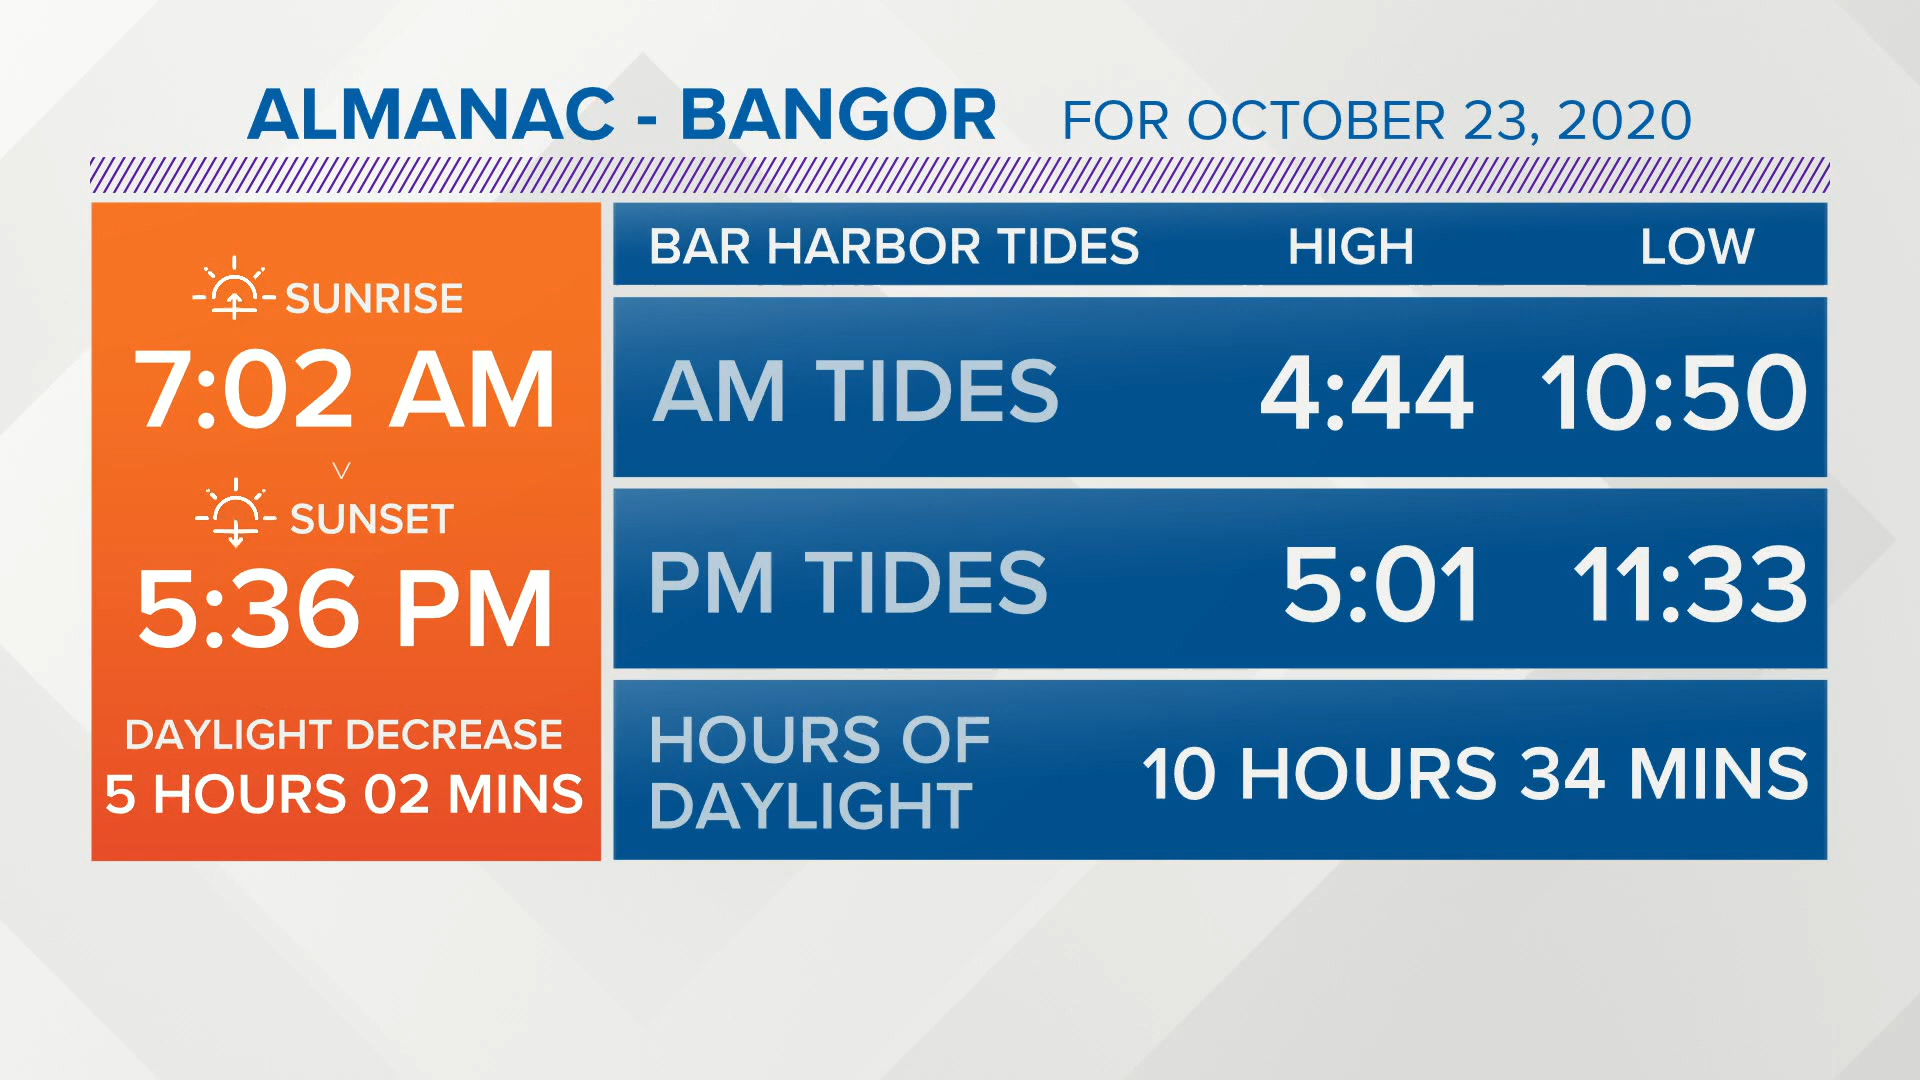 ALMANAC - BANGOR FOR OCTOBER 23, 2020
SUNRISE
7:02 AM
SUNSET
5:36 PM
DAYLIGHT DECREASE
5 HOURS 02 MINS
BAR HARBOR TIDES HIGH LOW
AM TIDES 4:44 10:50
PM TIDES 5:01 11:33
HOURS OF
DAYLIGHT
10 HOURS 34 MINS